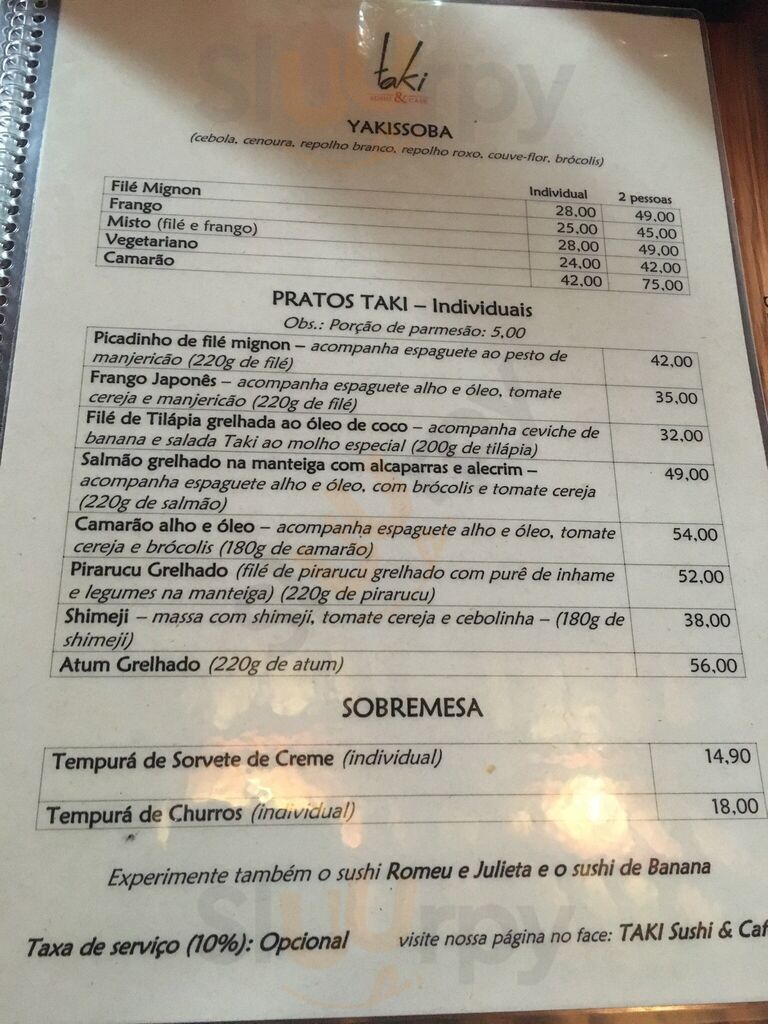 taki
SUSHI & CAFE
YAKISSOBA
(cebola, cenoura, repolho branco, repolho roxo, couve-flor, brócolis)
Individual 2 pessoas
Filé Mignon 28,00 49,00
Frango 25,00 45,00
Misto (filé e frango) 28,00 49,00
Vegetariano 24,00 42,00
Camarão 42,00 75,00
PRATOS TAKI – Individuais
Obs.: Porção de parmesão: 5,00
Picadinho de filé mignon – acompanha espaguete ao pesto de
manjericão (220g de filé) 42,00
Frango Japonês – acompanha espaguete alho e óleo, tomate
cereja e manjericão (220g de filé) 35,00
Filé de Tilápia grelhada ao óleo de coco – acompanha ceviche de
banana e salada Taki ao molho especial (200g de tilápia) 32,00
Salmão grelhado na manteiga com alcaparras e alecrim –
acompanha espaguete alho e óleo, com brócolis e tomate cereja
(220g de salmão) 49,00
Camarão alho e óleo – acompanha espaguete alho e óleo, tomate
cereja e brócolis (180g de camarão) 54,00
Pirarucu Grelhado (filé de pirarucu grelhado com purê de inhame
e legumes na manteiga) (220g de pirarucu) 52,00
Shimeji – massa com shimeji, tomate cereja e cebolinha – (180g de
shimeji) 38,00
Atum Grelhado (220g de atum) 56,00
SOBREMESA
Tempurá de Sorvete de Creme (individual) 14,90
Tempurá de Churros (individual) 18,00
Experimente também o sushi Romeu e Julieta e o sushi de Banana
Taxa de serviço (10%): Opcional visite nossa página no face: TAKI Sushi & Caf
sluurpy
sluurpy